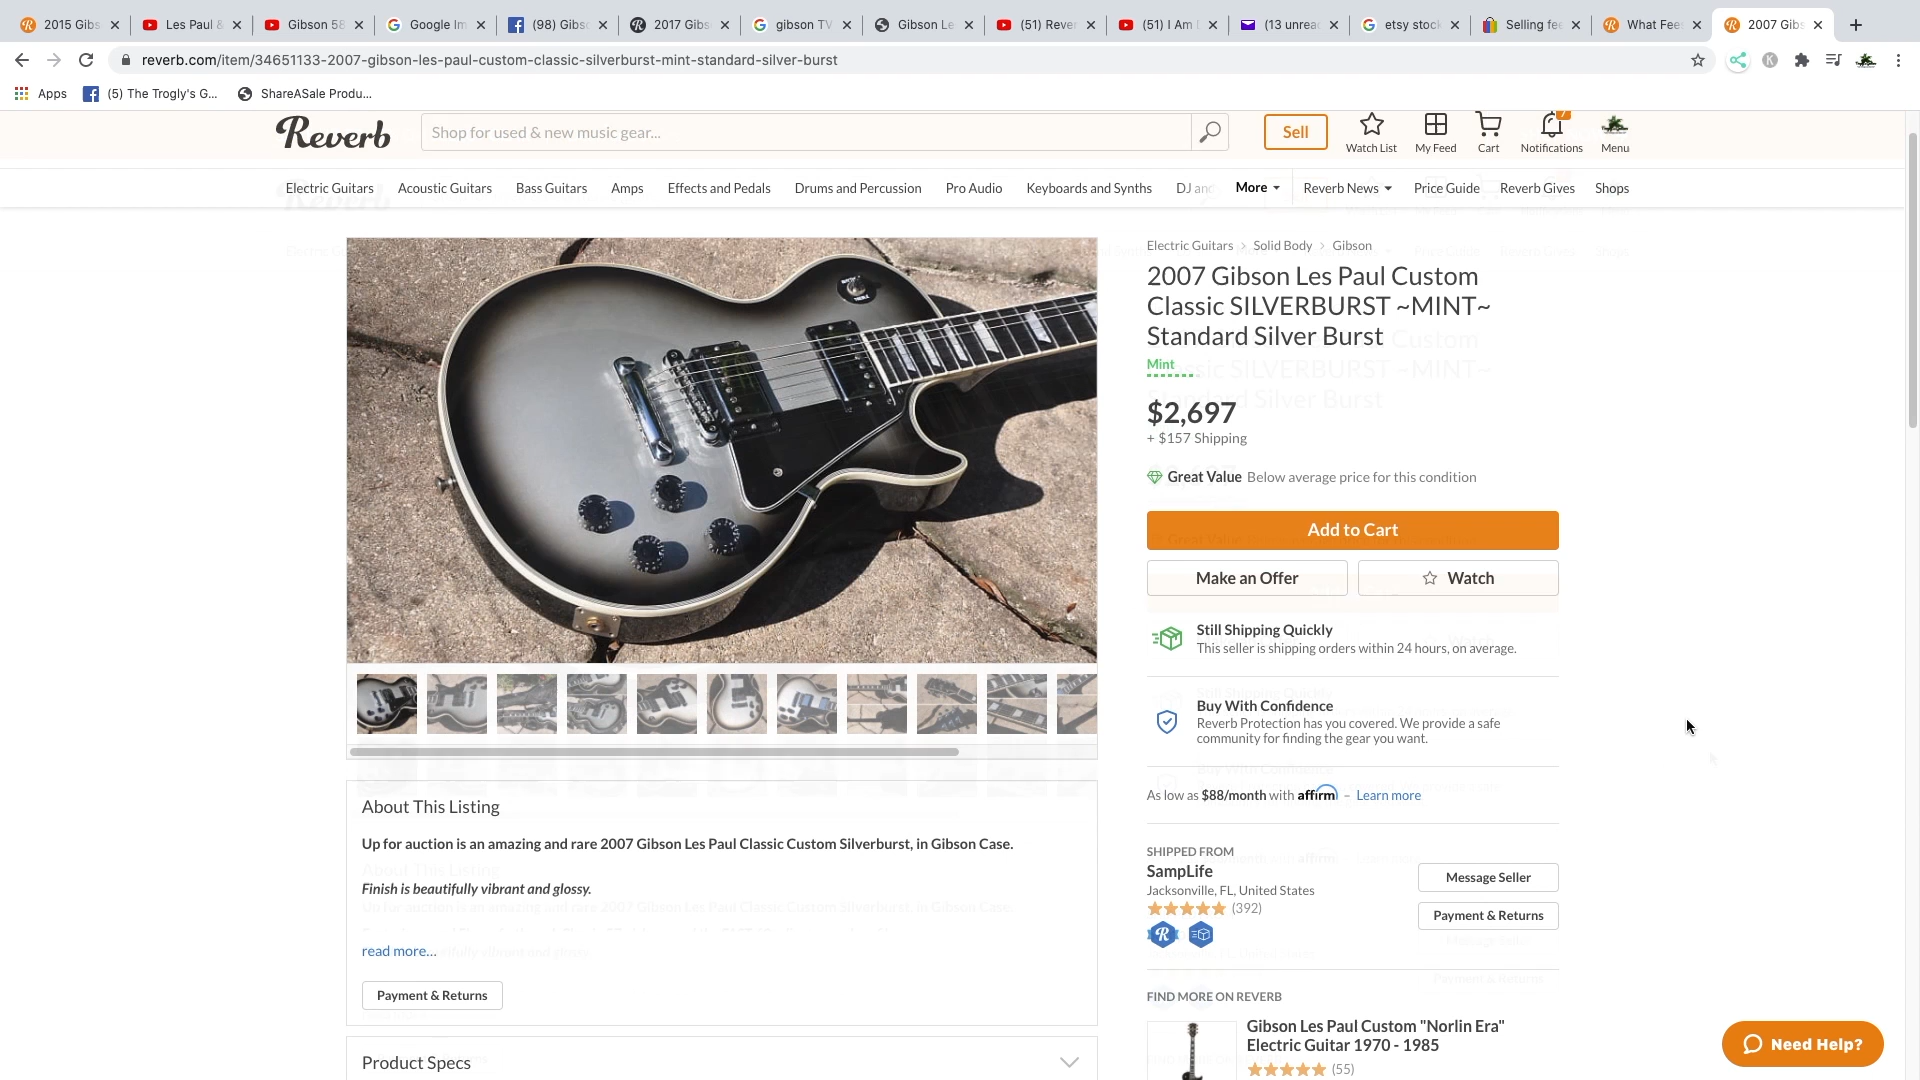 2015 Gibs
Les Paul &
Gibson 58
Google Im
(98) Gibso
2017 Gibs
gibson TV
Gibson Le
(51) Rever
(51) I Am
(13 unrea
etsy stock
Selling fee
What Fee
2007 Gibs
reverb.com/item/34651133-2007-gibson-les-paul-custom-classic-silverburst-mint-standard-silver-burst
Apps
(5) The Trogly's G...
ShareASale Produ...
Reverb
Shop for used & new music gear...
Sell
7
Watch List
My Feed
Cart
Notifications
Menu
Electric Guitars
Acoustic Guitars
Bass Guitars
Amps
Effects and Pedals
Drums and Percussion
Pro Audio
Keyboards and Synths
DJ and
More
Reverb News
Price Guide
Reverb Gives
Shops
Electric Guitars > Solid Body > Gibson
2007 Gibson Les Paul Custom
Classic SILVERBURST ~MINT~
Standard Silver Burst
Mint
$2,697
+ $157 Shipping
Great Value Below average price for this condition
Add to Cart
Make an Offer
Watch
Still Shipping Quickly
This seller is shipping orders within 24 hours, on average.
Buy With Confidence
Reverb Protection has you covered. We provide a safe
community for finding the gear you want.
As low as $88/month with affirm – Learn more
SHIPPED FROM
SampLife
Jacksonville, FL, United States
(392)
Message Seller
Payment & Returns
FIND MORE ON REVERB
Gibson Les Paul Custom "Norlin Era"
Electric Guitar 1970 - 1985
(55)
About This Listing
Up for auction is an amazing and rare 2007 Gibson Les Paul Classic Custom Silverburst, in Gibson Case.
Finish is beautifully vibrant and glossy.
read more...
Payment & Returns
Product Specs
Need Help?